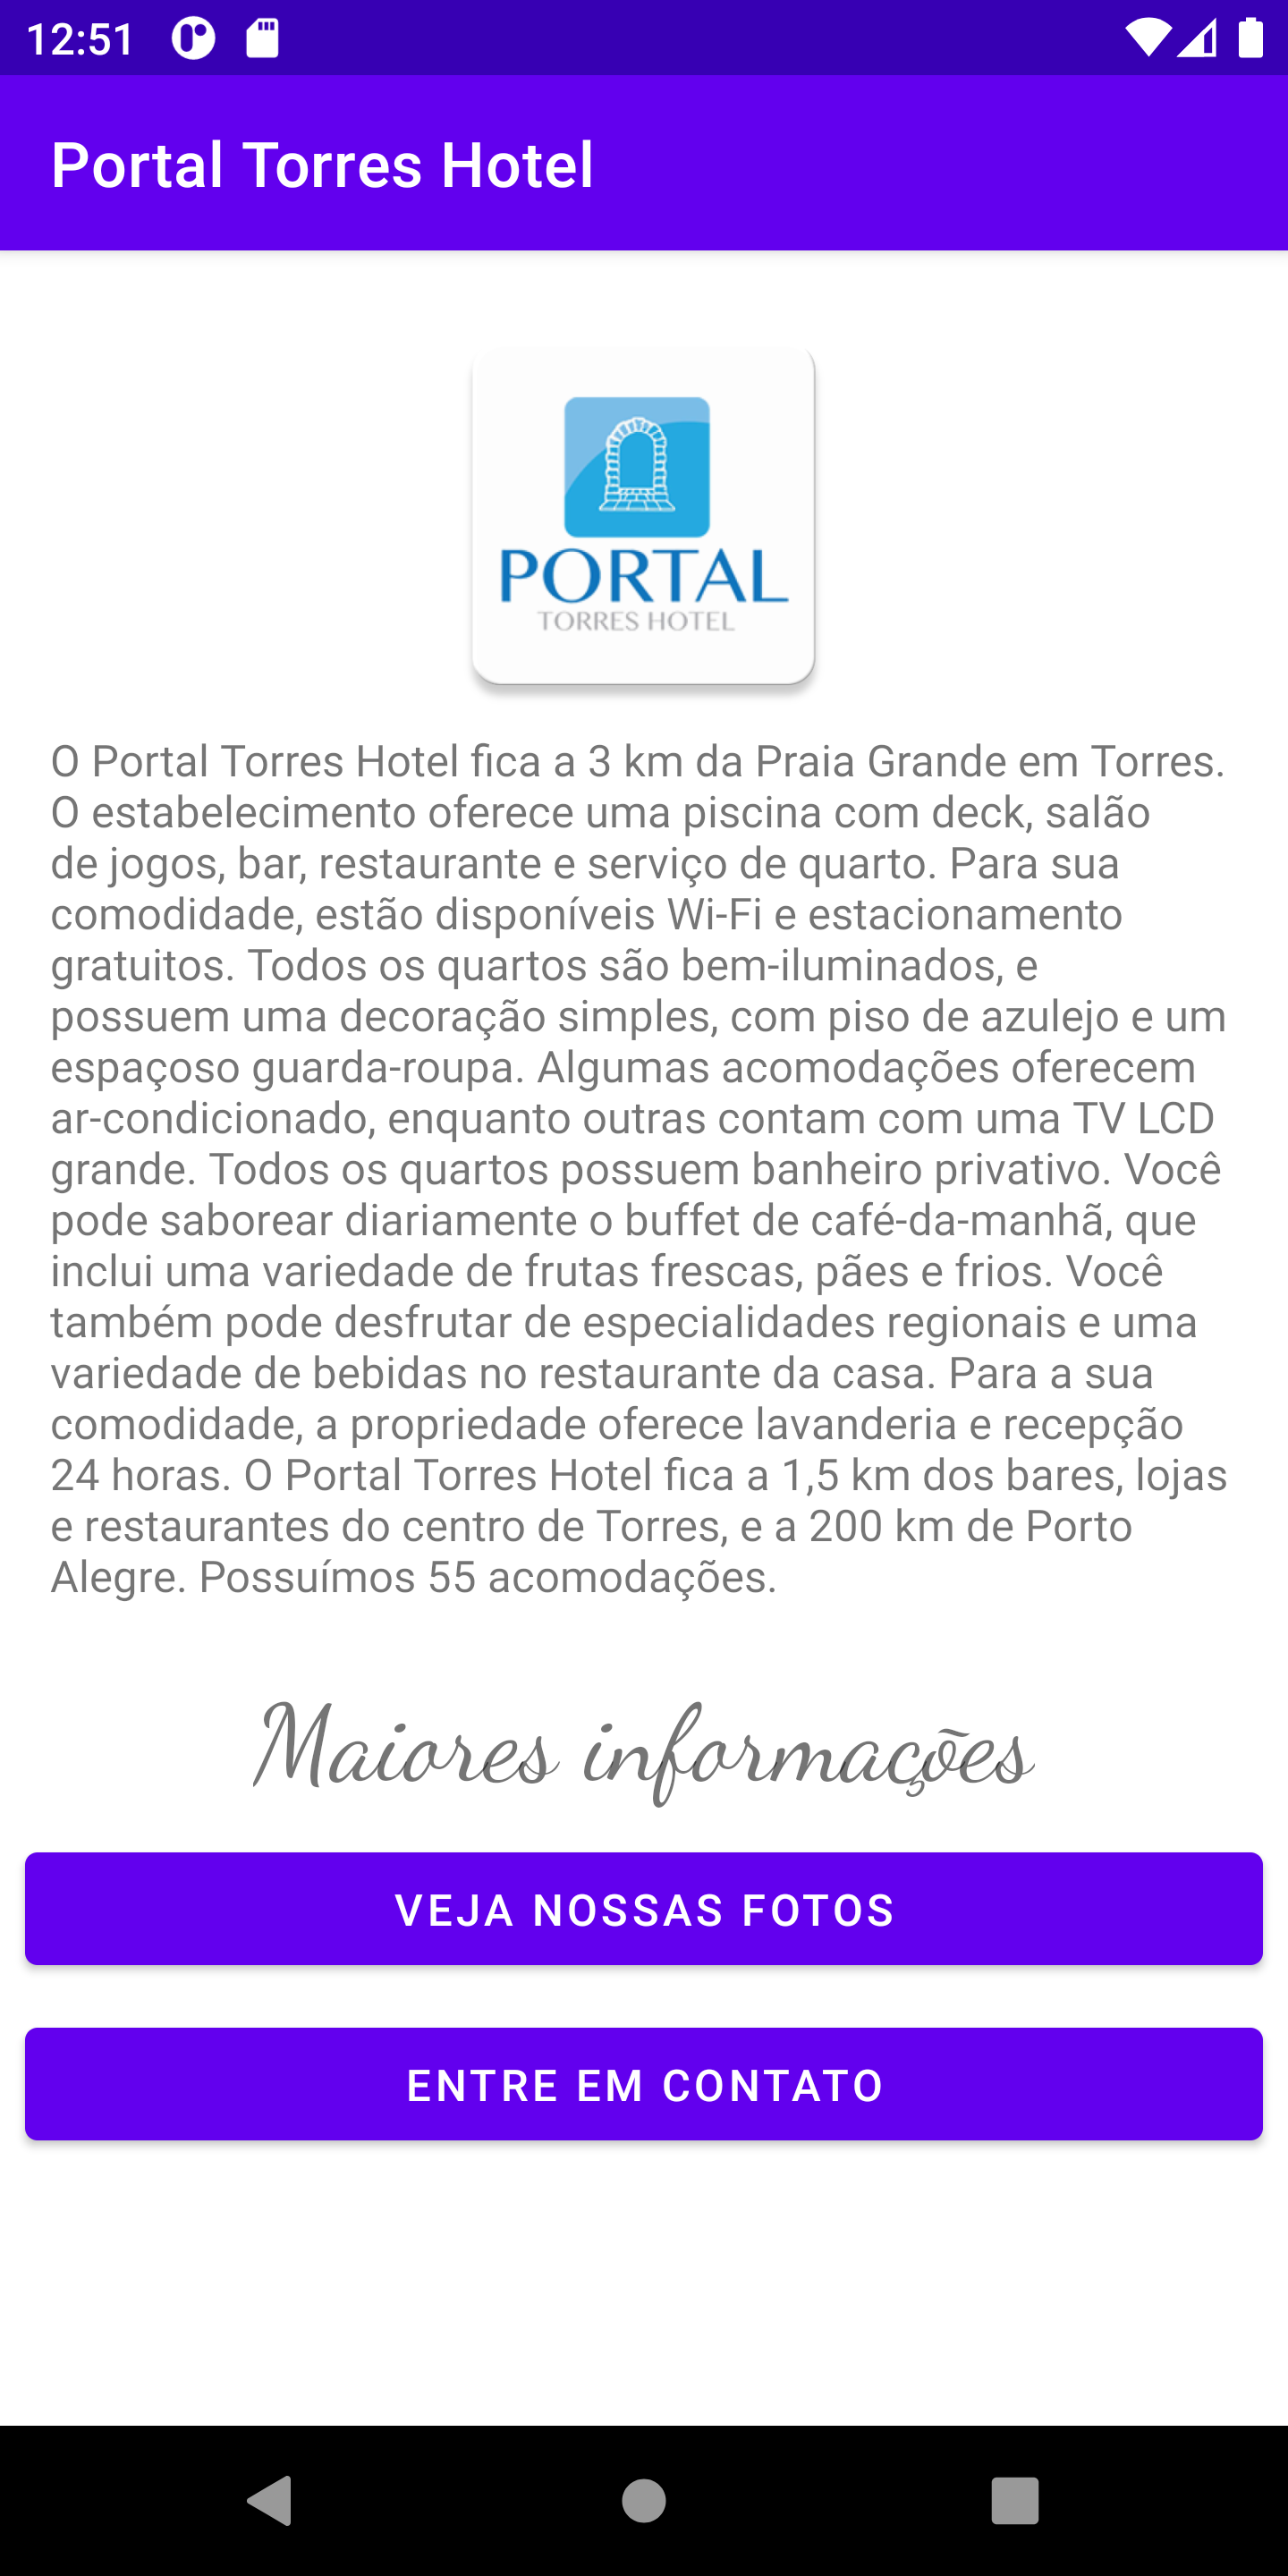 12:51
Portal Torres Hotel
PORTAL
TORRES HOTEL
O Portal Torres Hotel fica a 3 km da Praia Grande em Torres.
O estabelecimento oferece uma piscina com deck, salão
de jogos, bar, restaurante e serviço de quarto. Para sua
comodidade, estão disponíveis Wi-Fi e estacionamento
gratuitos. Todos os quartos são bem-iluminados, e
possuem uma decoração simples, com piso de azulejo e um
espaçoso guarda-roupa. Algumas acomodações oferecem
ar-condicionado, enquanto outras contam com uma TV LCD
grande. Todos os quartos possuem banheiro privativo. Você
pode saborear diariamente o buffet de café-da-manhã, que
inclui uma variedade de frutas frescas, pães e frios. Você
também pode desfrutar de especialidades regionais e uma
variedade de bebidas no restaurante da casa. Para a sua
comodidade, a propriedade oferece lavanderia e recepção
24 horas. O Portal Torres Hotel fica a 1,5 km dos bares, lojas
e restaurantes do centro de Torres, e a 200 km de Porto
Alegre. Possuímos 55 acomodações.
Maiores informações
VEJA NOSSAS FOTOS
ENTRE EM CONTATO